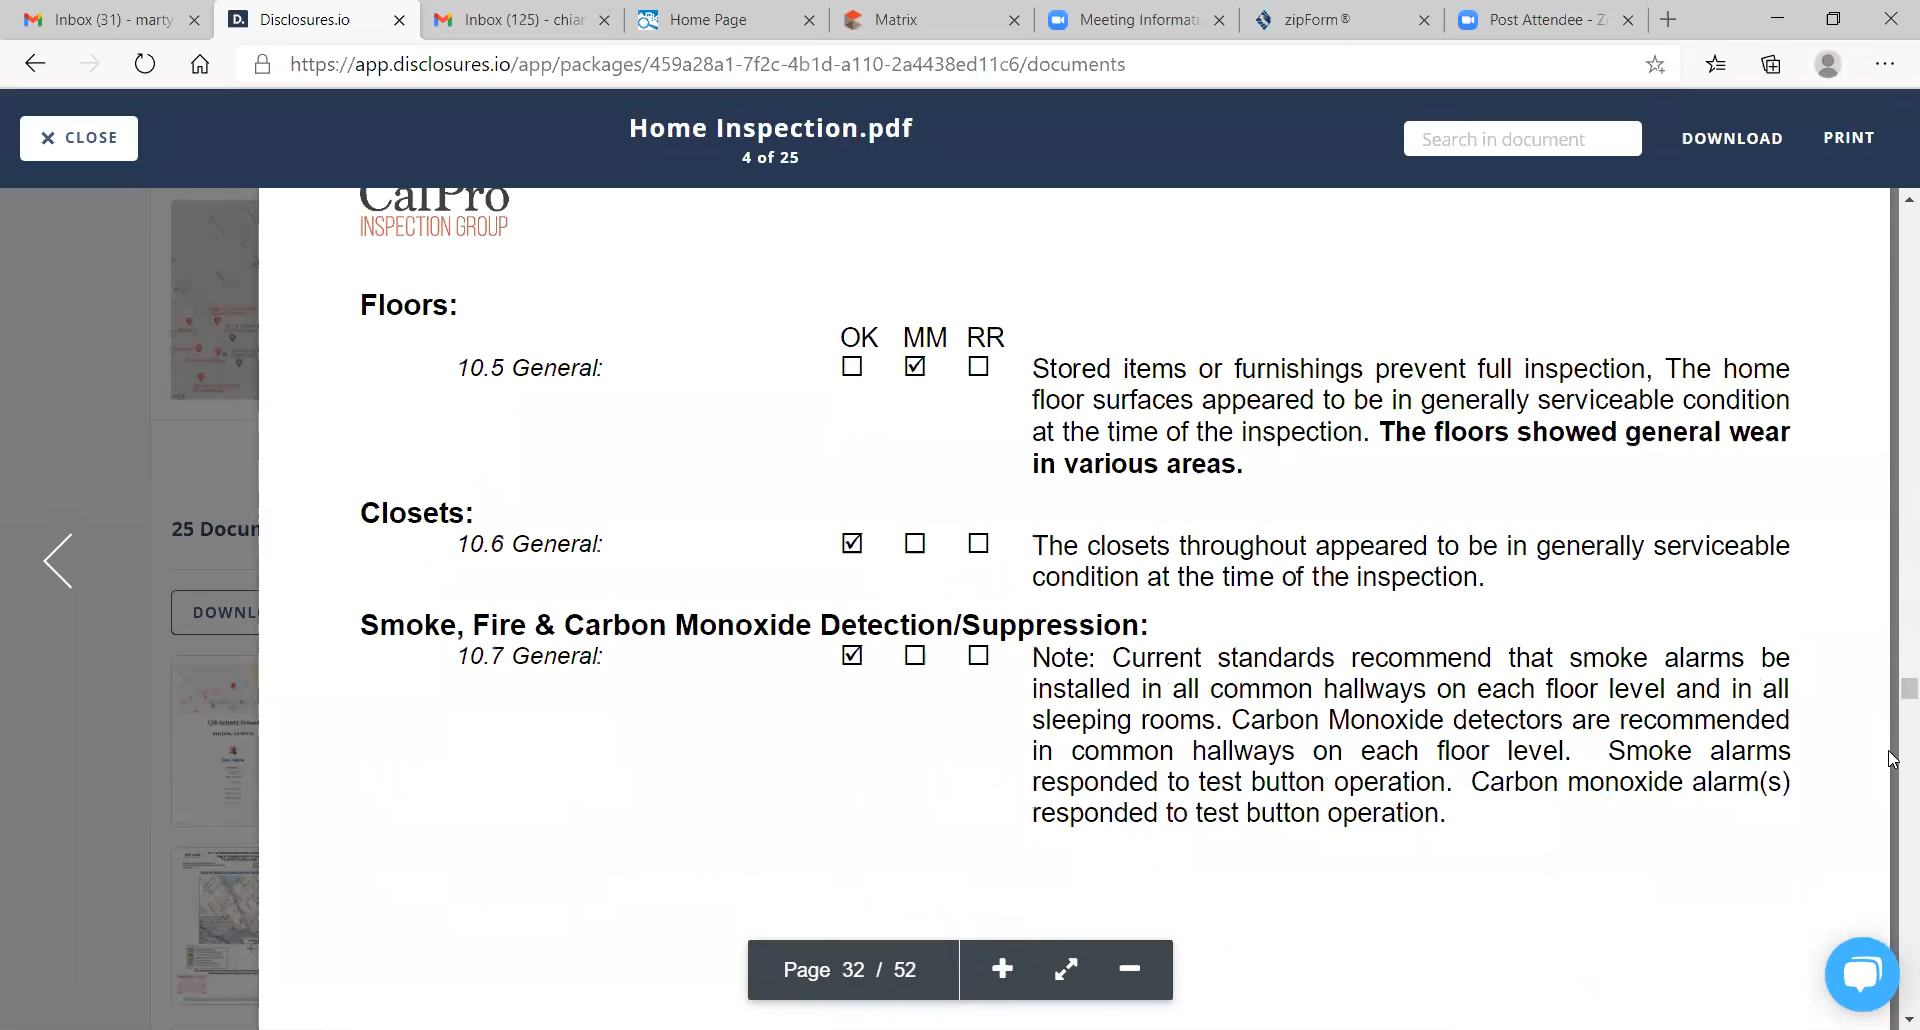 Inbox (31) - marty
Disclosures.io
Inbox (125) - chiar
Home Page
Matrix
Meeting Informati
zipForm®
Post Attendee - Z
https://app.disclosures.io/app/packages/459a28a1-7f2c-4b1d-a110-2a4438ed11c6/documents
CLOSE
Home Inspection.pdf
4 of 25
Search in document
DOWNLOAD
PRINT
CalPro
INSPECTION GROUP
Floors:
OK MM RR
10.5 General:
Stored items or furnishings prevent full inspection, The home
floor surfaces appeared to be in generally serviceable condition
at the time of the inspection. The floors showed general wear
in various areas.
25 Docum
Closets:
10.6 General:
The closets throughout appeared to be in generally serviceable
condition at the time of the inspection.
DOWNLO
Smoke, Fire & Carbon Monoxide Detection/Suppression:
10.7 General:
Note: Current standards recommend that smoke alarms be
installed in all common hallways on each floor level and in all
sleeping rooms. Carbon Monoxide detectors are recommended
in common hallways on each floor level. Smoke alarms
responded to test button operation. Carbon monoxide alarm(s)
responded to test button operation.
Page 32 / 52